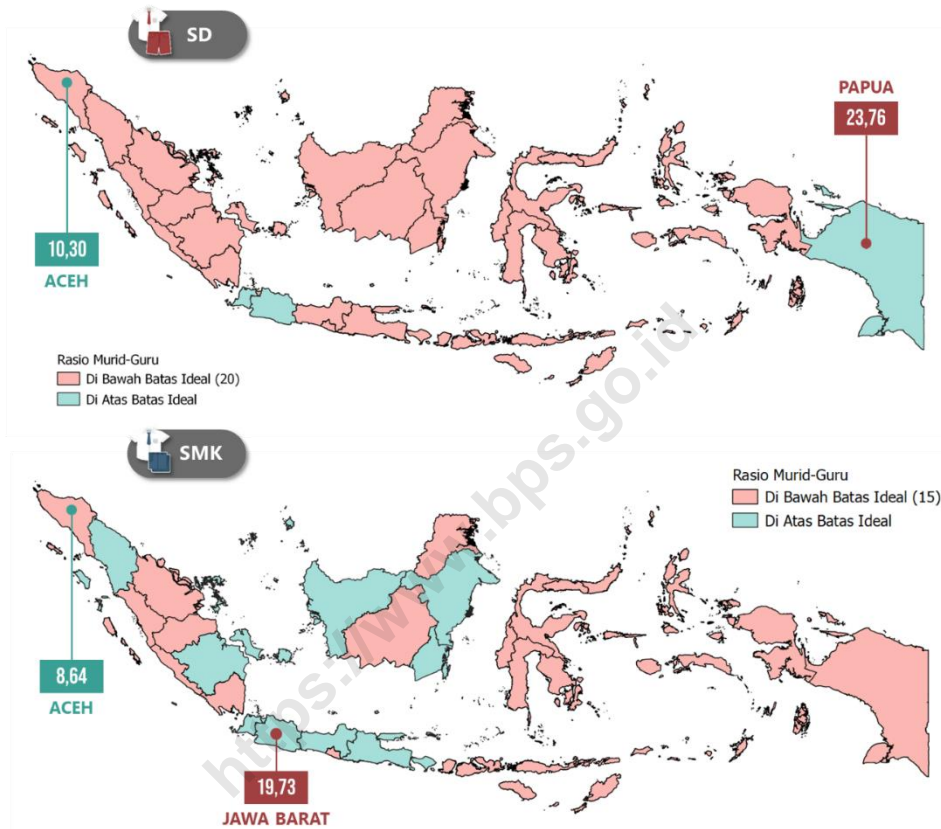 SD
PAPUA
23,76
10,30
ACEH
Rasio Murid-Guru
Di Bawah Batas Ideal (20)
Di Atas Batas Ideal
https://www.bps.go.id
SMK
Rasio Murid-Guru
Di Bawah Batas Ideal (15)
Di Atas Batas Ideal
8,64
ACEH
19,73
JAWA BARAT